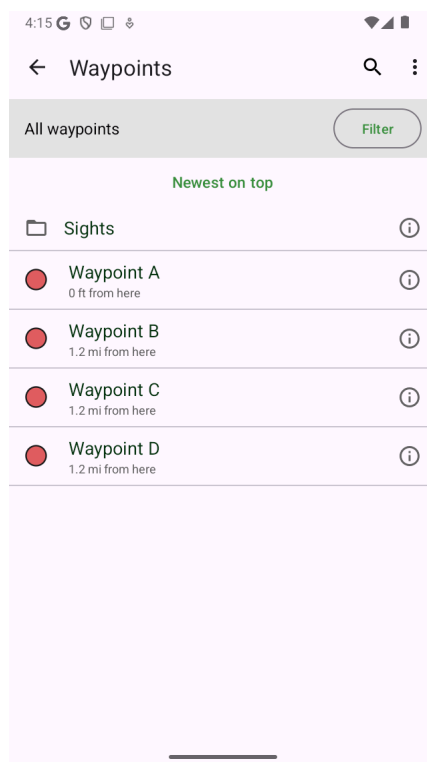 4:15
Waypoints
All waypoints
Filter
Newest on top
Sights
Waypoint A
0 ft from here
Waypoint B
1.2 mi from here
Waypoint C
1.2 mi from here
Waypoint D
1.2 mi from here